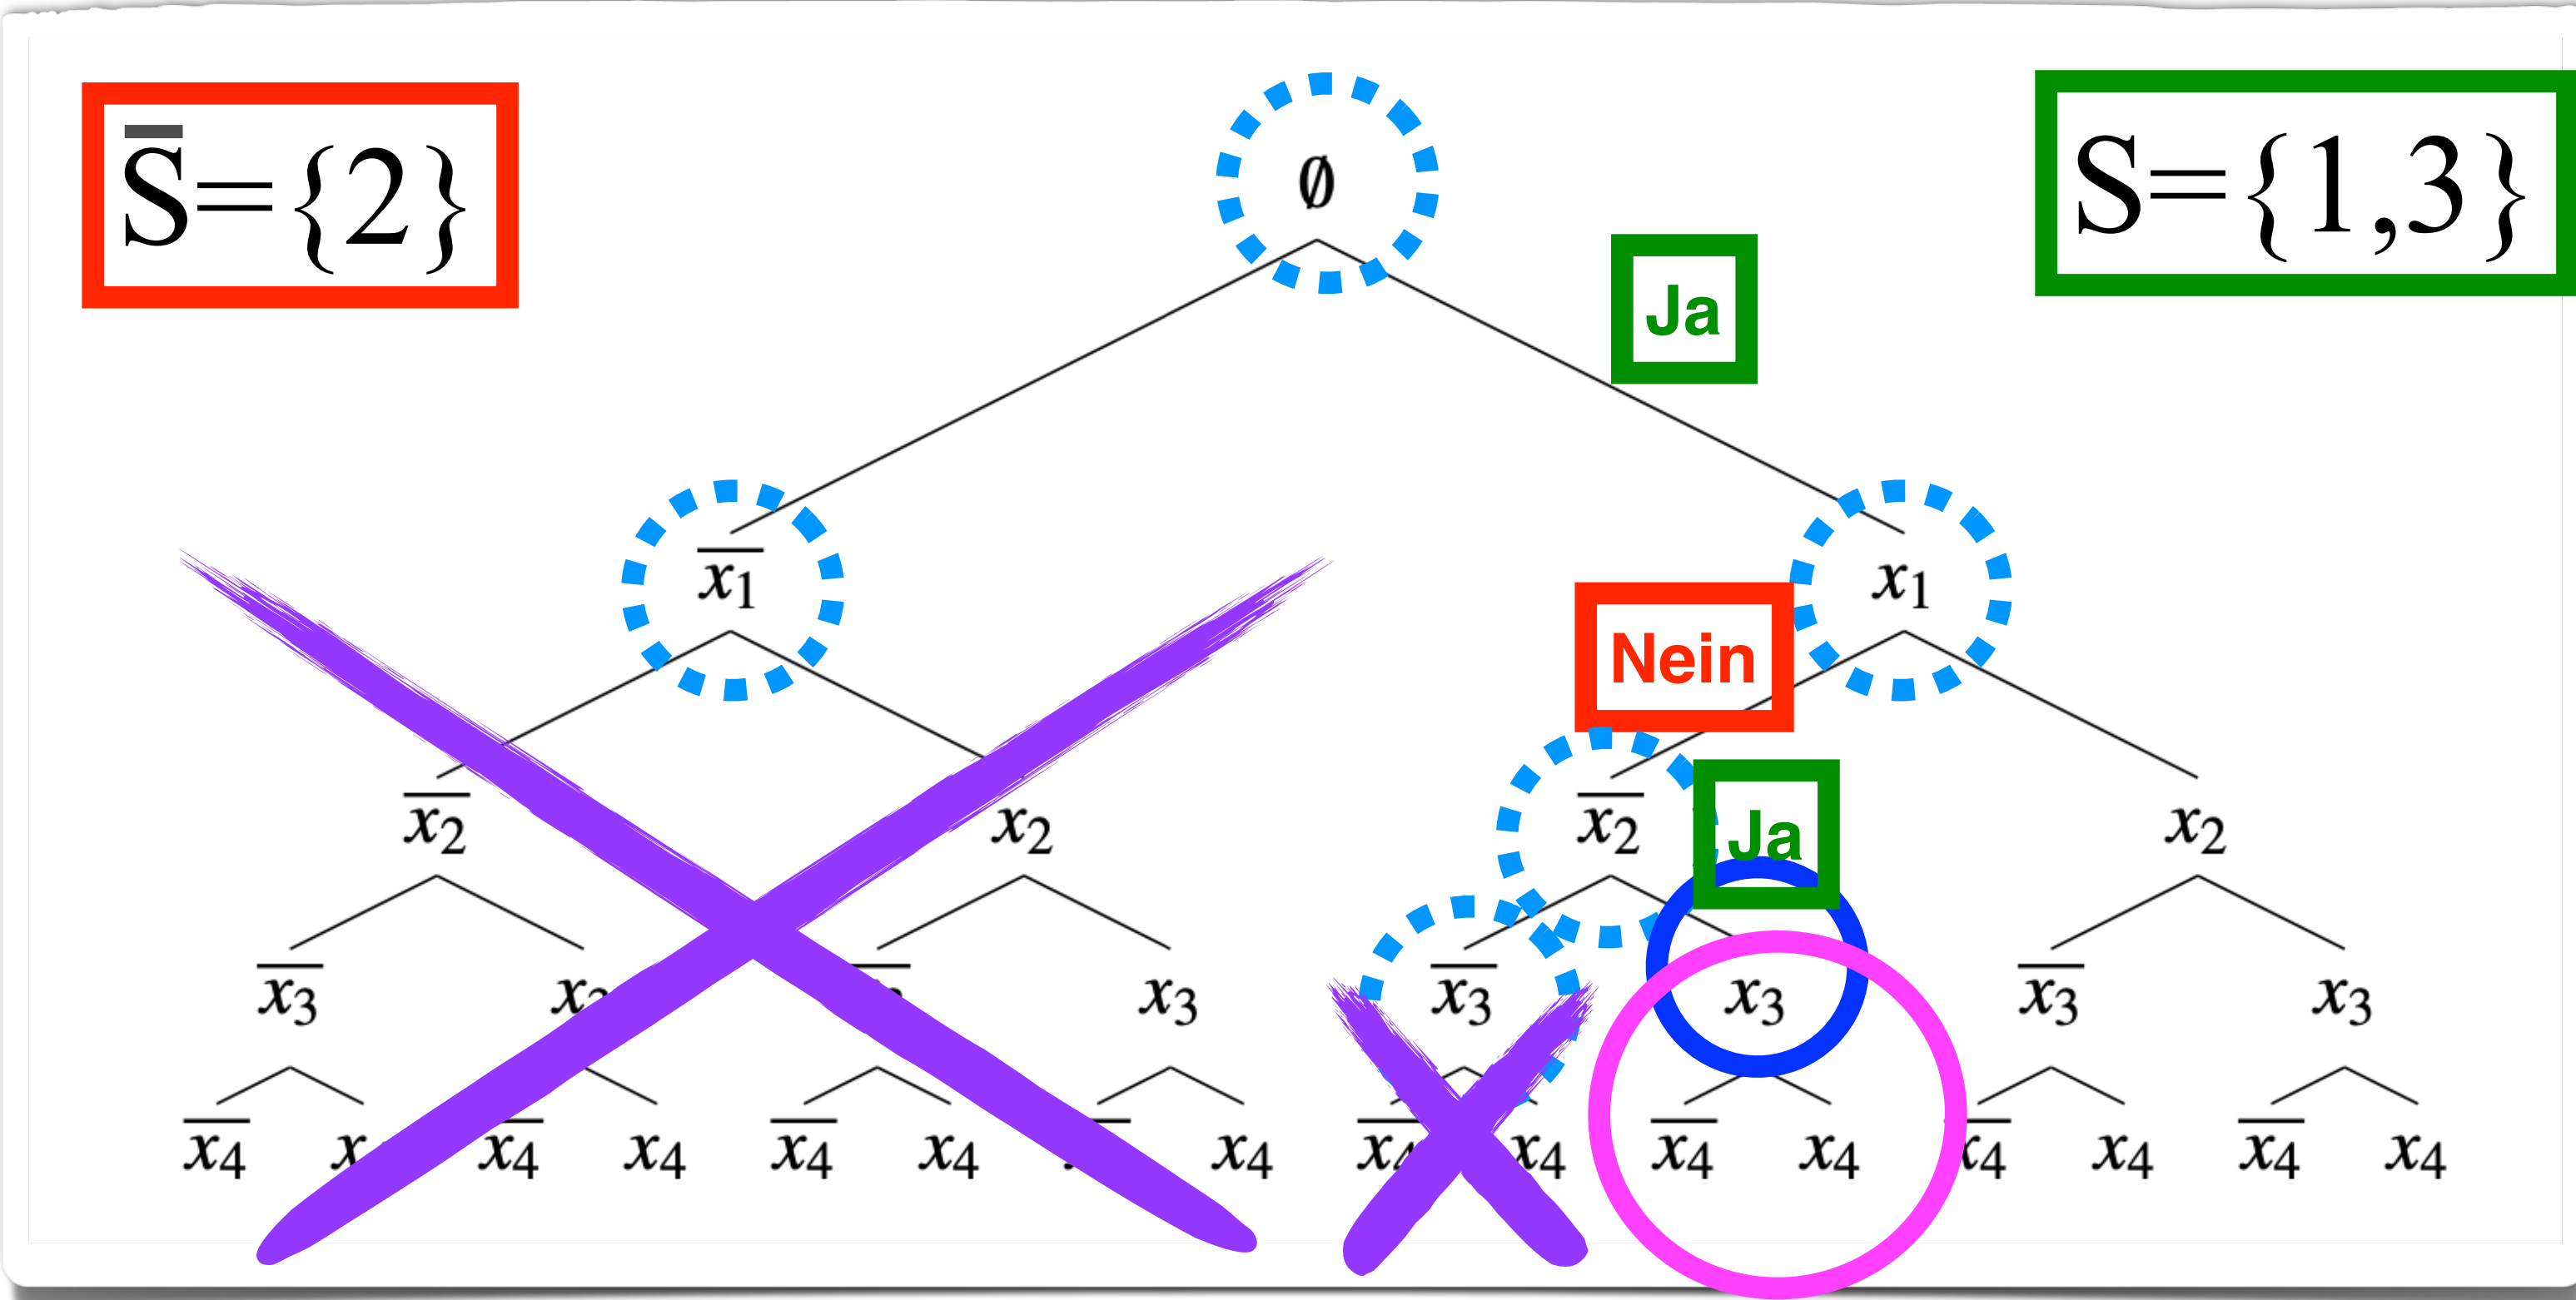 S̅={2}
∅
S={1,3}
Ja
x̅₁
x₁
Nein
x̅₂
x₂
x̅₂
Ja
x₂
x̅₃
x₃
x̅₃
x₃
x̅₃
x₃
x̅₄
x̅₄ x₄ x̅₄ x₄ x₄ x̅₄ x₄ x̅₄ x₄ x₄ x̅₄ x₄